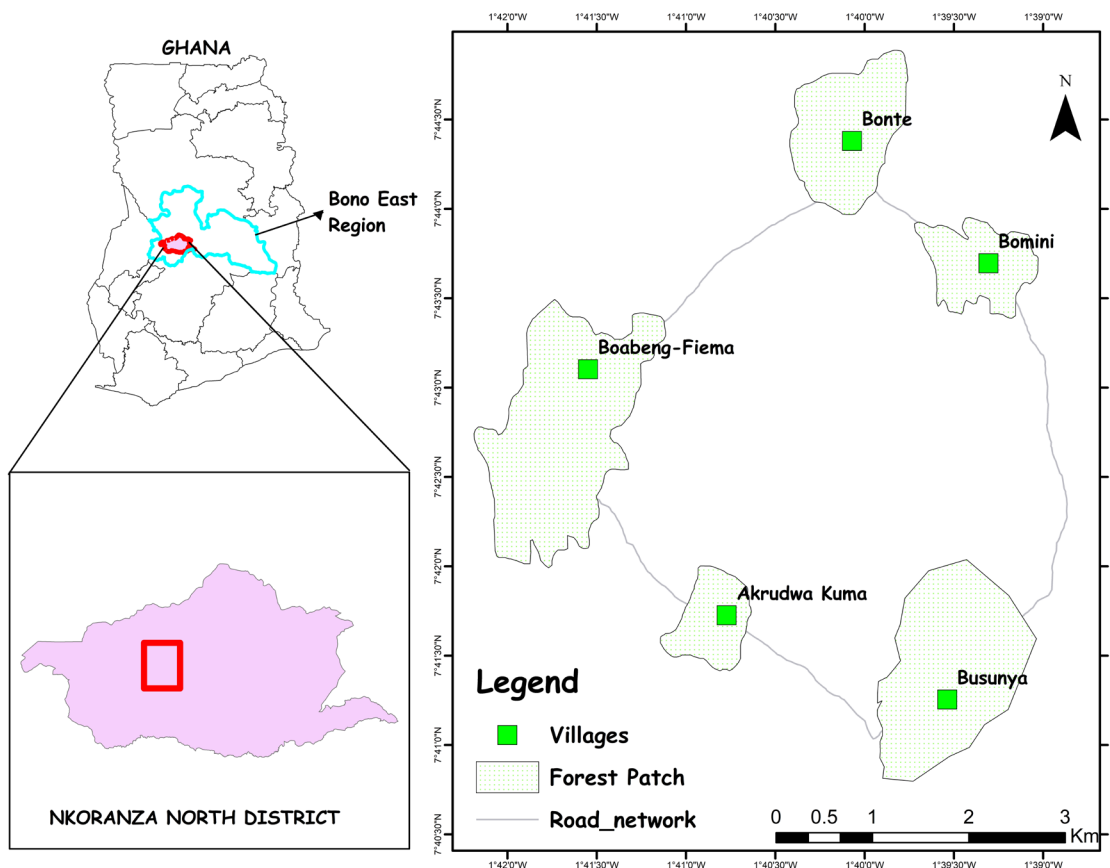 GHANA
Bono East
Region
NKORANZA NORTH DISTRICT
1°42'0"W 1°41'30"W 1°41'0"W 1°40'30"W 1°40'0"W 1°39'30"W 1°39'0"W
7°44'30"N
7°44'0"N
7°43'30"N
7°43'0"N
7°42'30"N
7°42'0"N
7°41'30"N
7°41'0"N
7°40'30"N
N
Bonte
Bomini
Boabeng-Fiema
Akrudwa Kuma
Busunya
Legend
Villages
Forest Patch
Road_network
0 0.5 1 2 3
Km
7°44'30"N
1°42'0"W 1°41'30"W 1°41'0"W 1°40'30"W 1°40'0"W 1°39'30"W 1°39'0"W